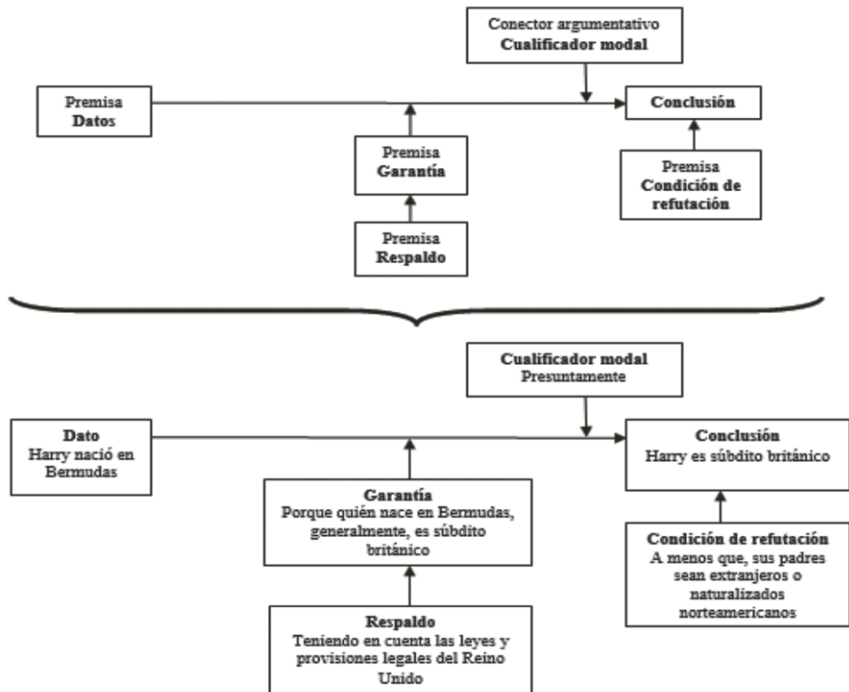 Conector argumentativo
Cualificador modal
Premisa
Datos
Conclusión
Premisa
Garantía
Premisa
Condición de
refutación
Premisa
Respaldo
Cualificador modal
Presuntamente
Dato
Harry nació en
Bermudas
Conclusión
Harry es súbdito británico
Garantía
Porque quién nace en Bermudas,
generalmente, es súbdito
británico
Condición de refutación
A menos que, sus padres
sean extranjeros o
naturalizados
norteamericanos
Respaldo
Teniendo en cuenta las leyes y
provisiones legales del Reino
Unido